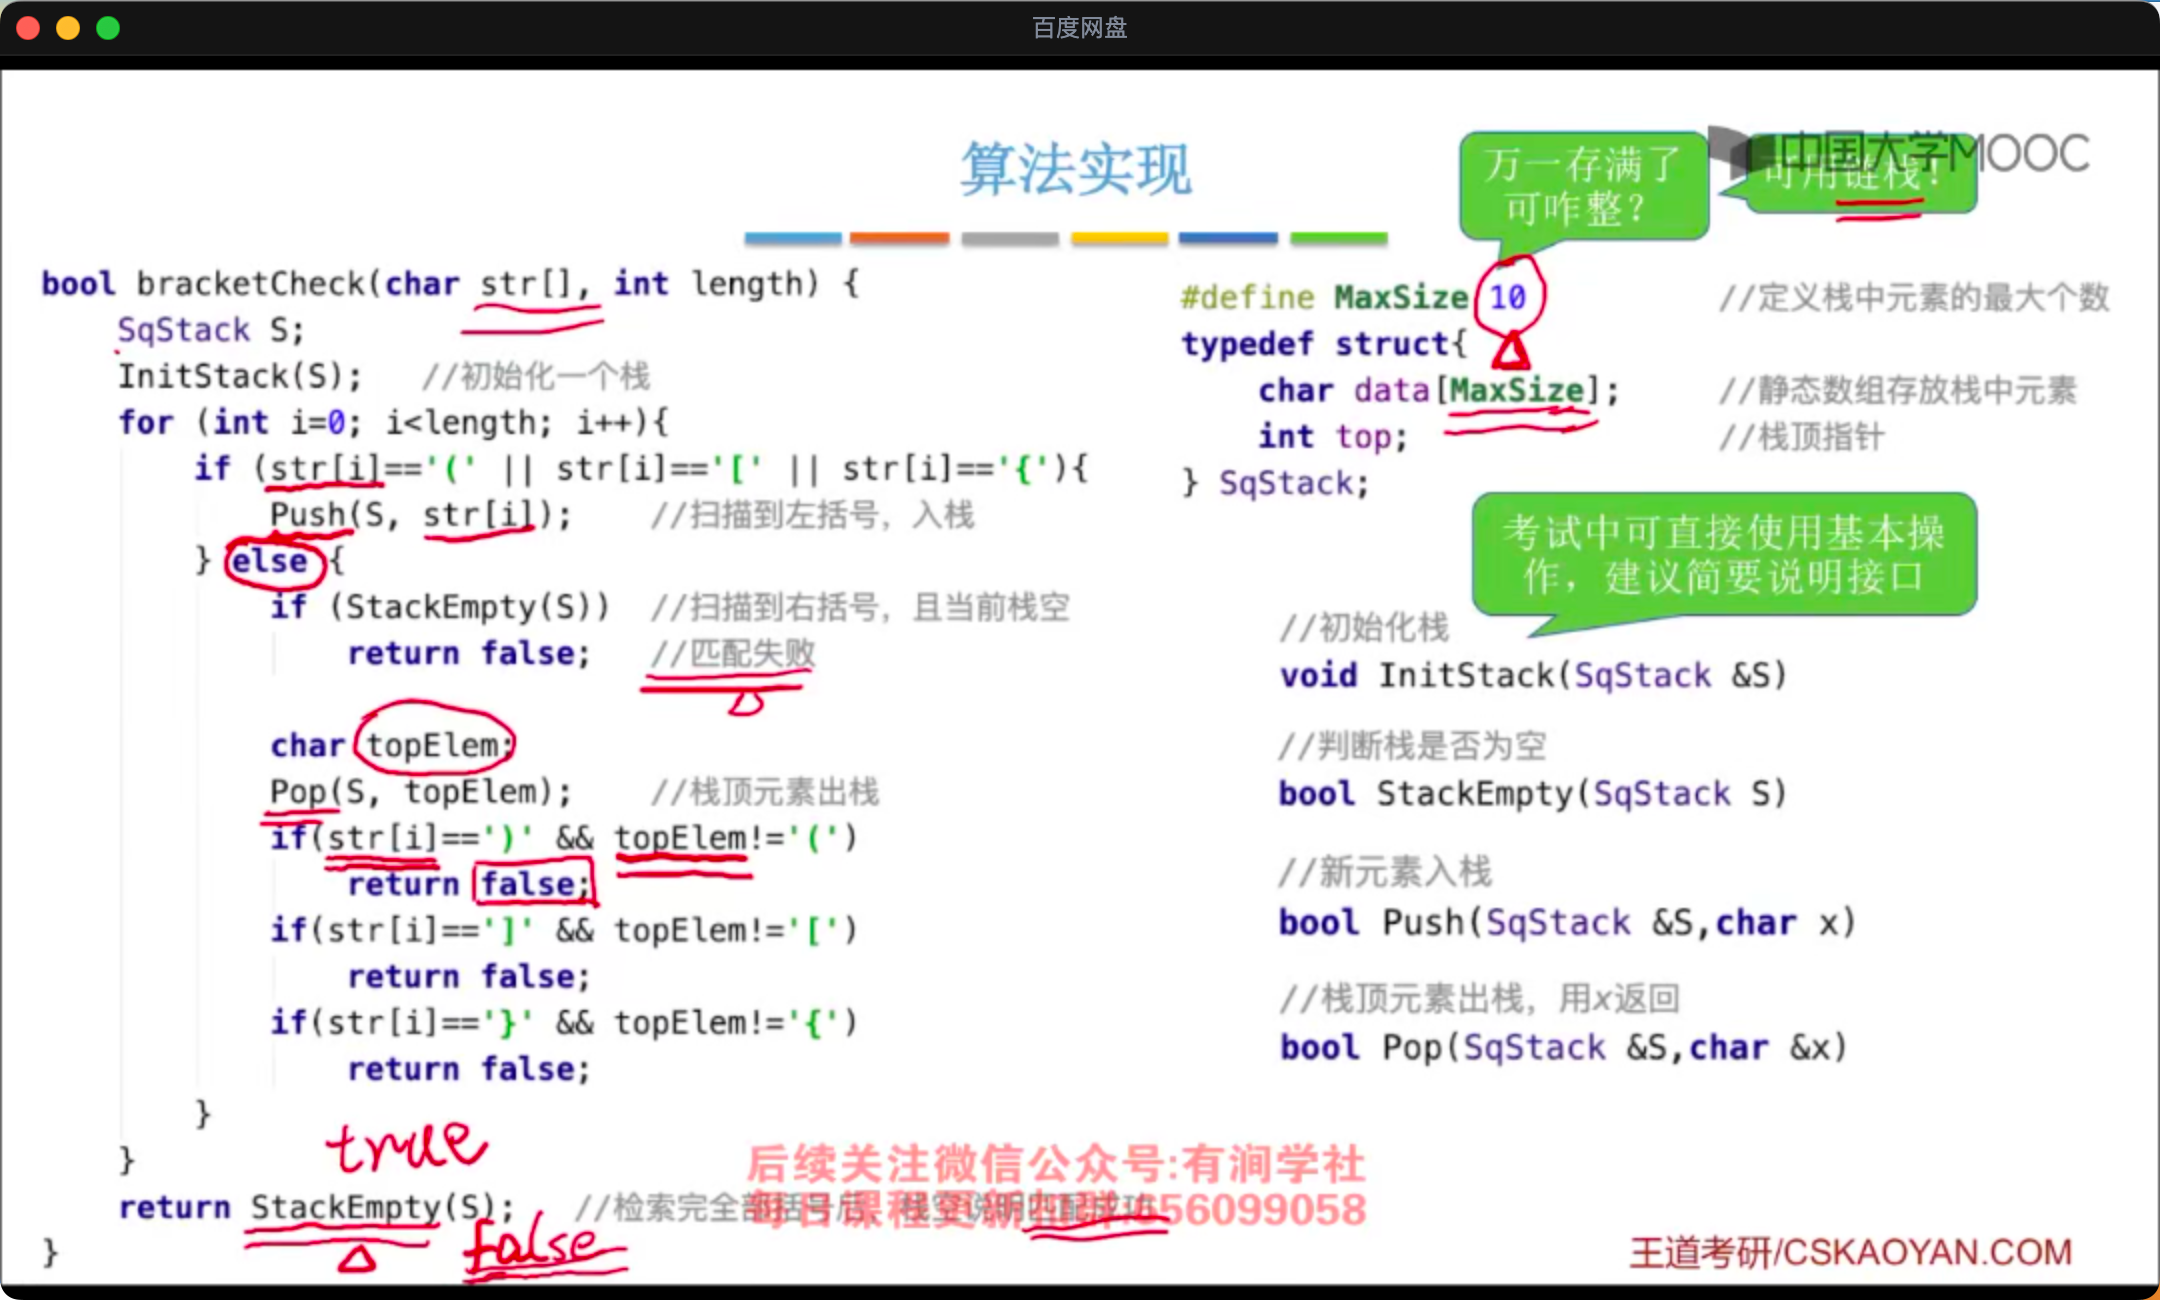 百度网盘
算法实现
万一存满了
可咋整？
可用链栈！
中国大学MOOC
bool bracketCheck(char str[], int length) {
SqStack S;
InitStack(S); //初始化一个栈
for (int i=0; i<length; i++){
if (str[i]=='(' || str[i]=='[' || str[i]=='{'){
Push(S, str[i]); //扫描到左括号，入栈
} else {
if (StackEmpty(S)) //扫描到右括号，且当前栈空
return false; //匹配失败
char topElem;
Pop(S, topElem); //栈顶元素出栈
if(str[i]==')' && topElem!='(')
return false;
if(str[i]==']' && topElem!='[')
return false;
if(str[i]=='}' && topElem!='{')
return false;
}
}
true
return StackEmpty(S); //检索完全部括号后，栈空说明匹配成功
}
false
#define MaxSize 10 //定义栈中元素的最大个数
typedef struct{
char data[MaxSize]; //静态数组存放栈中元素
int top; //栈顶指针
} SqStack;
考试中可直接使用基本操
作，建议简要说明接口
//初始化栈
void InitStack(SqStack &S)
//判断栈是否为空
bool StackEmpty(SqStack S)
//新元素入栈
bool Push(SqStack &S,char x)
//栈顶元素出栈，用x返回
bool Pop(SqStack &S,char &x)
后续关注微信公众号:有涧学社
每日课程更新加群:656099058
王道考研/CSKAOYAN.COM